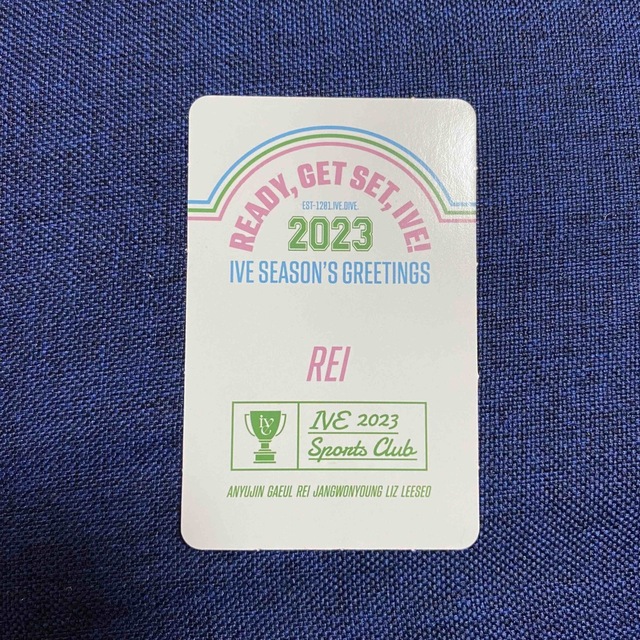 READY, GET SET, IVE!
EST-1201.IVE.DIVE.
2023
IVE SEASON'S GREETINGS
REI
IVE
IVE 2023
Sports Club
ANYUJIN GAEUL REI JANGWONYOUNG LIZ LEESEO